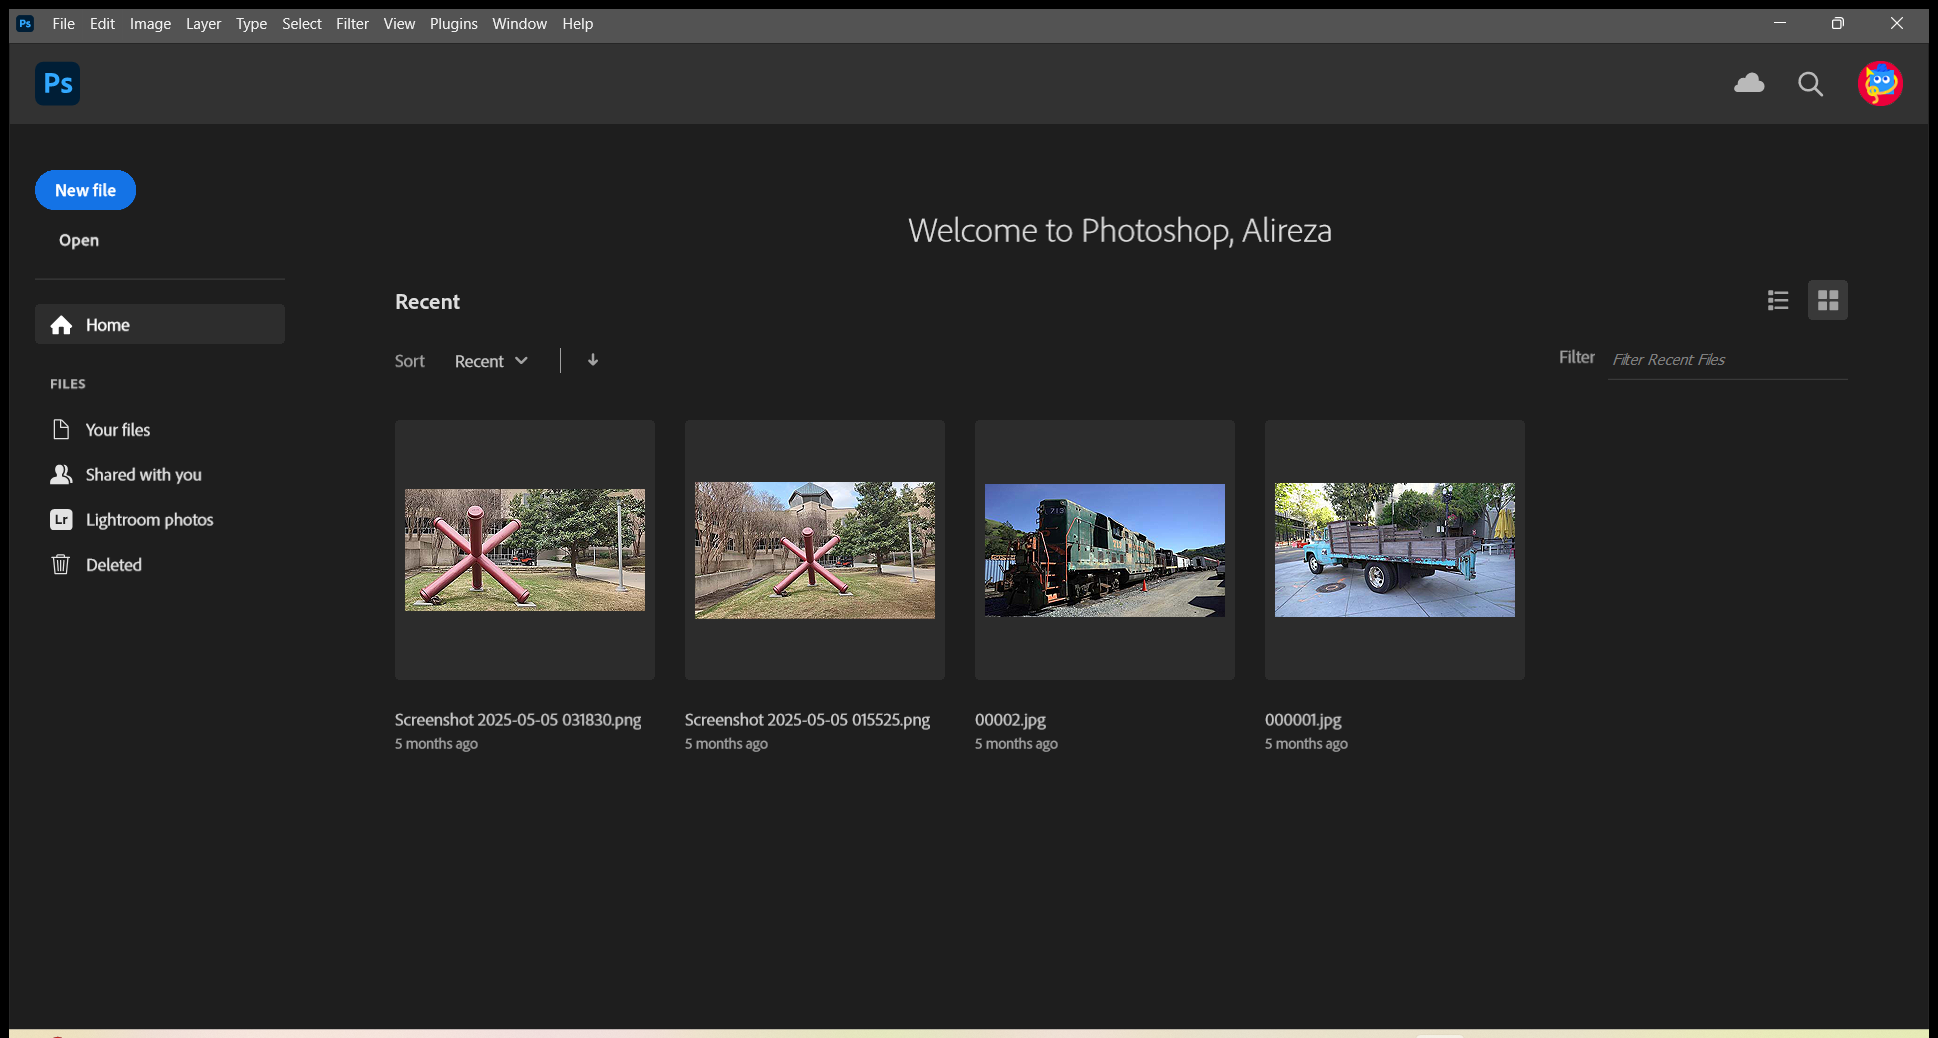 Ps File Edit Image Layer Type Select Filter View Plugins Window Help
Ps
New file
Open
Welcome to Photoshop, Alireza
Home
Recent
Sort Recent
Filter Filter Recent Files
FILES
Your files
Shared with you
Lr Lightroom photos
Deleted
713
Screenshot 2025-05-05 031830.png
5 months ago
Screenshot 2025-05-05 015525.png
5 months ago
00002.jpg
5 months ago
000001.jpg
5 months ago